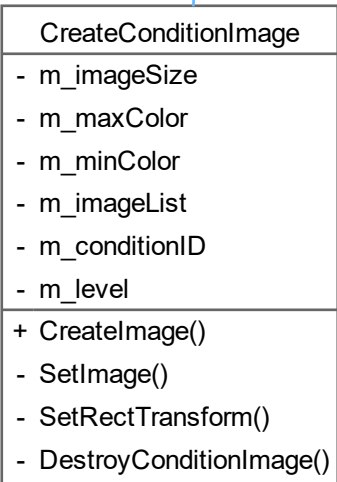 CreateConditionImage
- m_imageSize
- m_maxColor
- m_minColor
- m_imageList
- m_conditionID
- m_level
+ CreateImage()
- SetImage()
- SetRectTransform()
- DestroyConditionImage()